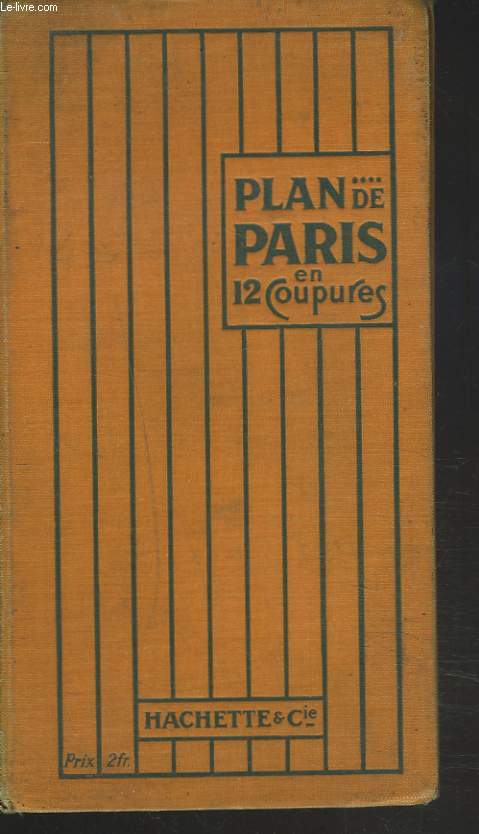 Le-livre.com
PLAN DE
PARIS
en
12 Coupures
HACHETTE & Cie
Prix 2fr.